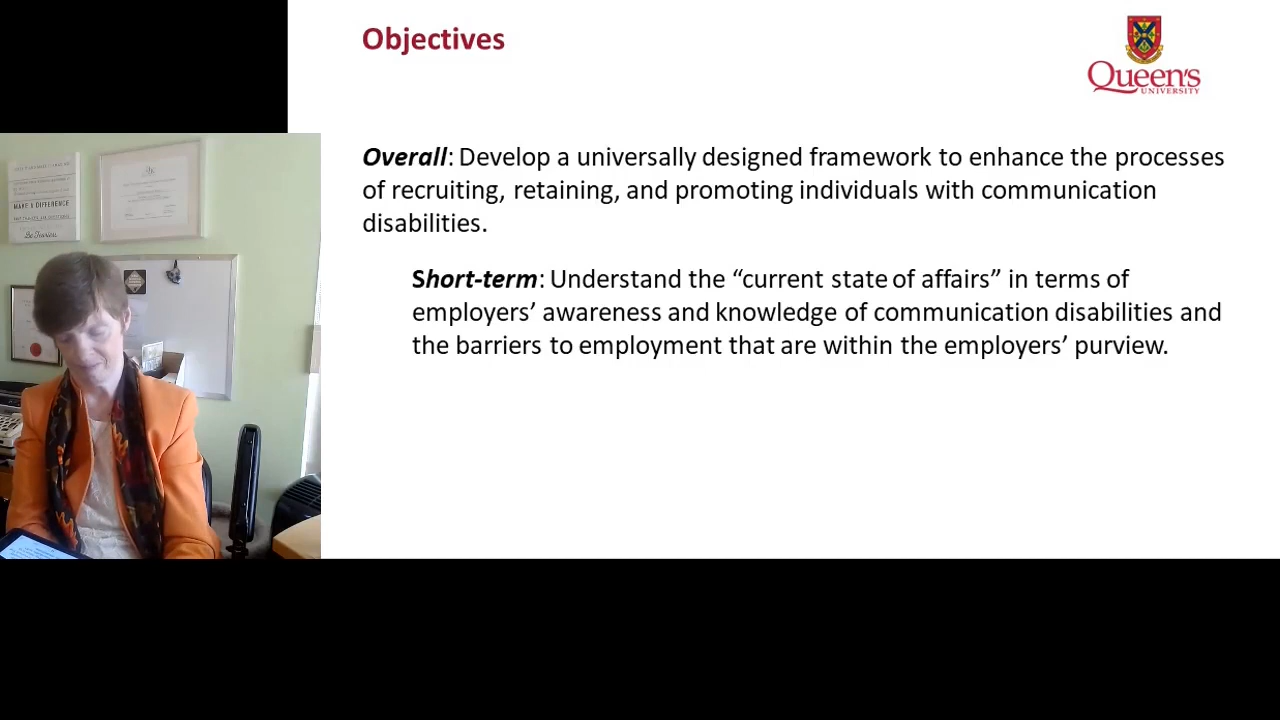 Objectives
Queen's
UNIVERSITY
Overall: Develop a universally designed framework to enhance the processes
of recruiting, retaining, and promoting individuals with communication
disabilities.
Short-term: Understand the “current state of affairs” in terms of
employers’ awareness and knowledge of communication disabilities and
the barriers to employment that are within the employers’ purview.
MAKE A DIFFERENCE
Be Fearless